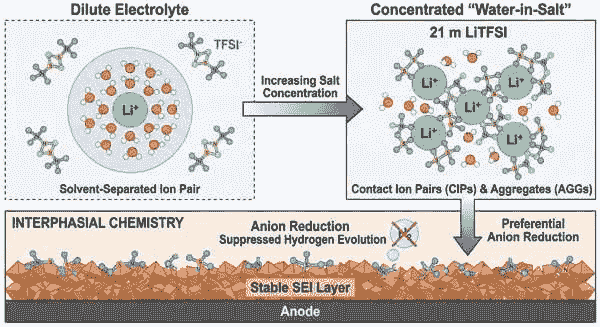 Dilute Electrolyte
TFSI⁻
Li⁺
Solvent-Separated Ion Pair
Increasing Salt
Concentration
Concentrated “Water-in-Salt”
21 m LiTFSI
Li⁺
Li⁺
Li⁺
Li⁺
Li⁺
Contact Ion Pairs (CIPs) & Aggregates (AGGs)
INTERPHASIAL CHEMISTRY
Anion Reduction
Suppressed Hydrogen Evolution
Preferential
Anion Reduction
Stable SEI Layer
Anode